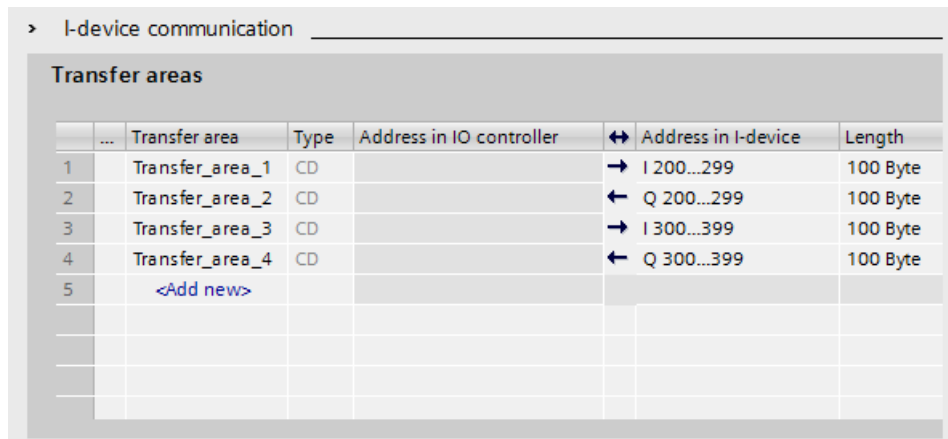 I-device communication
Transfer areas
... Transfer area Type Address in IO controller Address in I-device Length
1 Transfer_area_1 CD → I 200...299 100 Byte
2 Transfer_area_2 CD ← Q 200...299 100 Byte
3 Transfer_area_3 CD → I 300...399 100 Byte
4 Transfer_area_4 CD ← Q 300...399 100 Byte
5 <Add new>